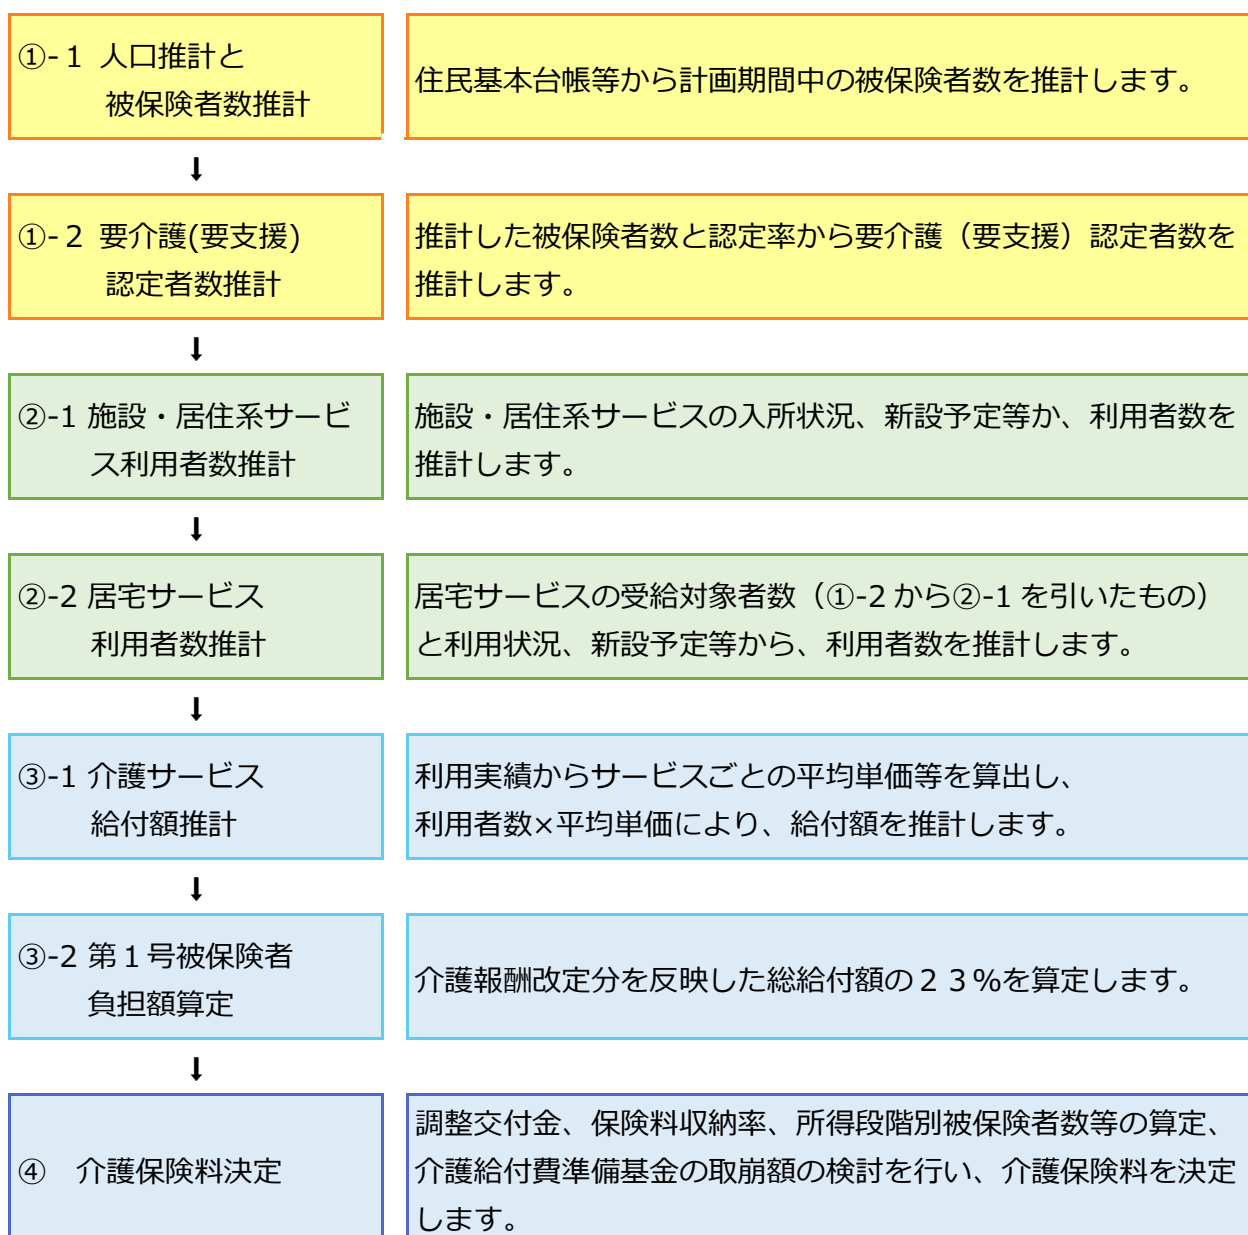 ①-１ 人口推計と
被保険者数推計
住民基本台帳等から計画期間中の被保険者数を推計します。
⬇
①-２ 要介護(要支援)
認定者数推計
推計した被保険者数と認定率から要介護（要支援）認定者数を
推計します。
⬇
②-1 施設・居住系サービ
ス利用者数推計
施設・居住系サービスの入所状況、新設予定等か、利用者数を
推計します。
⬇
②-2 居宅サービス
利用者数推計
居宅サービスの受給対象者数（①-2 から②-1 を引いたもの）
と利用状況、新設予定等から、利用者数を推計します。
⬇
③-1 介護サービス
給付額推計
利用実績からサービスごとの平均単価等を算出し、
利用者数×平均単価により、給付額を推計します。
⬇
③-2 第１号被保険者
負担額算定
介護報酬改定分を反映した総給付額の２３%を算定します。
⬇
④　介護保険料決定
調整交付金、保険料収納率、所得段階別被保険者数等の算定、
介護給付費準備基金の取崩額の検討を行い、介護保険料を決定
します。